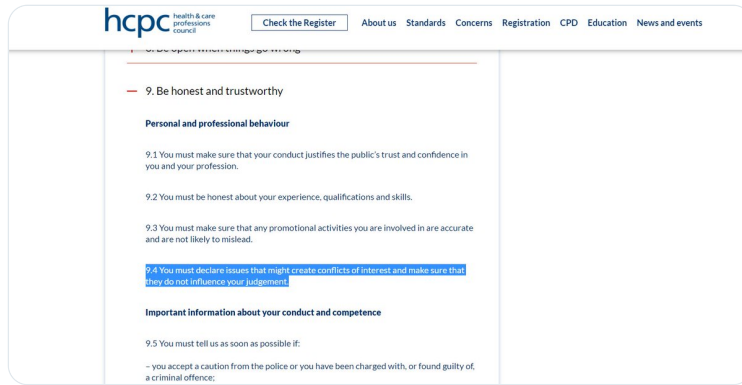 hcpc health & care
professions
council
Check the Register
About us Standards Concerns Registration CPD Education News and events
8. Be open when things go wrong
9. Be honest and trustworthy
Personal and professional behaviour
9.1 You must make sure that your conduct justifies the public's trust and confidence in
you and your profession.
9.2 You must be honest about your experience, qualifications and skills.
9.3 You must make sure that any promotional activities you are involved in are accurate
and are not likely to mislead.
9.4 You must declare issues that might create conflicts of interest and make sure that
they do not influence your judgement.
Important information about your conduct and competence
9.5 You must tell us as soon as possible if:
– you accept a caution from the police or you have been charged with, or found guilty of,
a criminal offence;